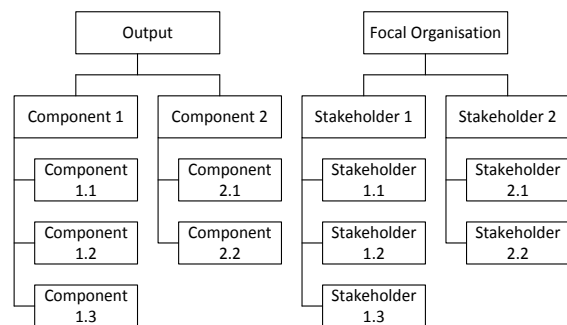 Output
Focal Organisation
Component 1
Component 2
Stakeholder 1
Stakeholder 2
Component
1.1
Component
2.1
Stakeholder
1.1
Stakeholder
2.1
Component
1.2
Component
2.2
Stakeholder
1.2
Stakeholder
2.2
Component
1.3
Stakeholder
1.3